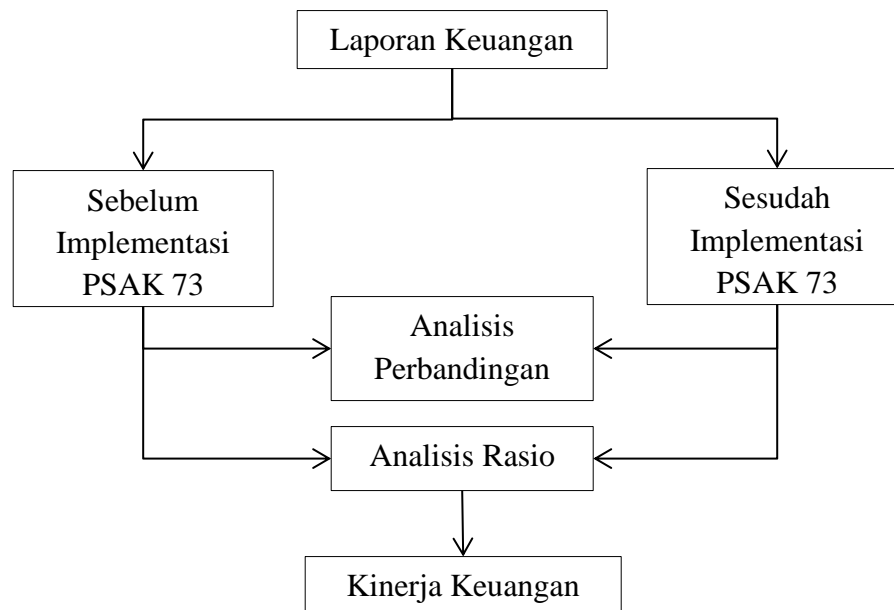 Laporan Keuangan
Sebelum
Implementasi
PSAK 73
Sesudah
Implementasi
PSAK 73
Analisis
Perbandingan
Analisis Rasio
Kinerja Keuangan